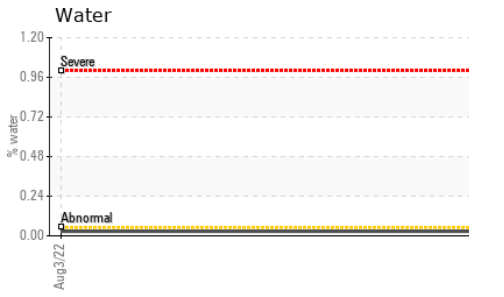 Water
1.20
Severe
0.96
0.72
% water
0.48
0.24
Abnormal
0.00
Aug3/22